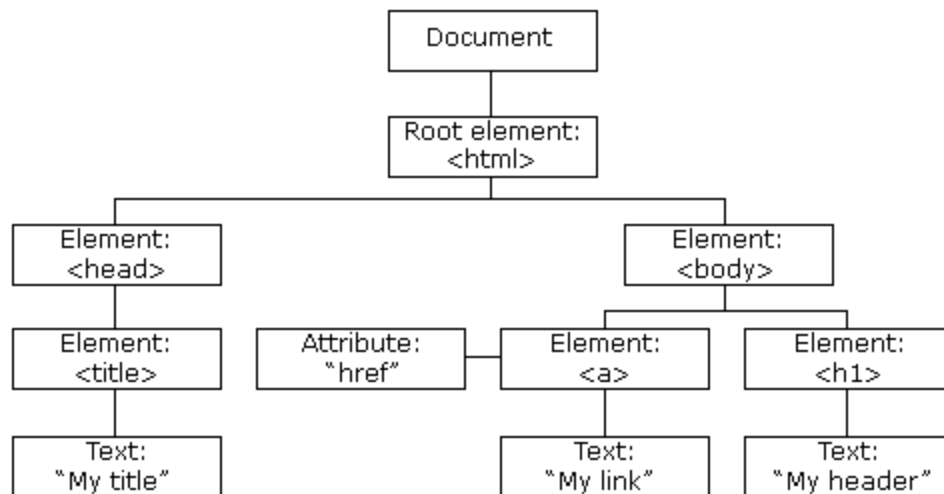 Document
Root element:
<html>
Element:
<head>
Element:
<body>
Element:
<title>
Attribute:
“href”
Element:
<a>
Element:
<h1>
Text:
“My title”
Text:
“My link”
Text:
“My header”